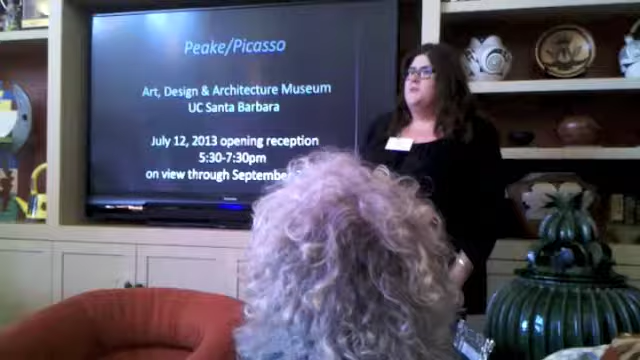 Peake/Picasso
Art, Design & Architecture Museum
UC Santa Barbara
July 12, 2013 opening reception
5:30-7:30pm
on view through September